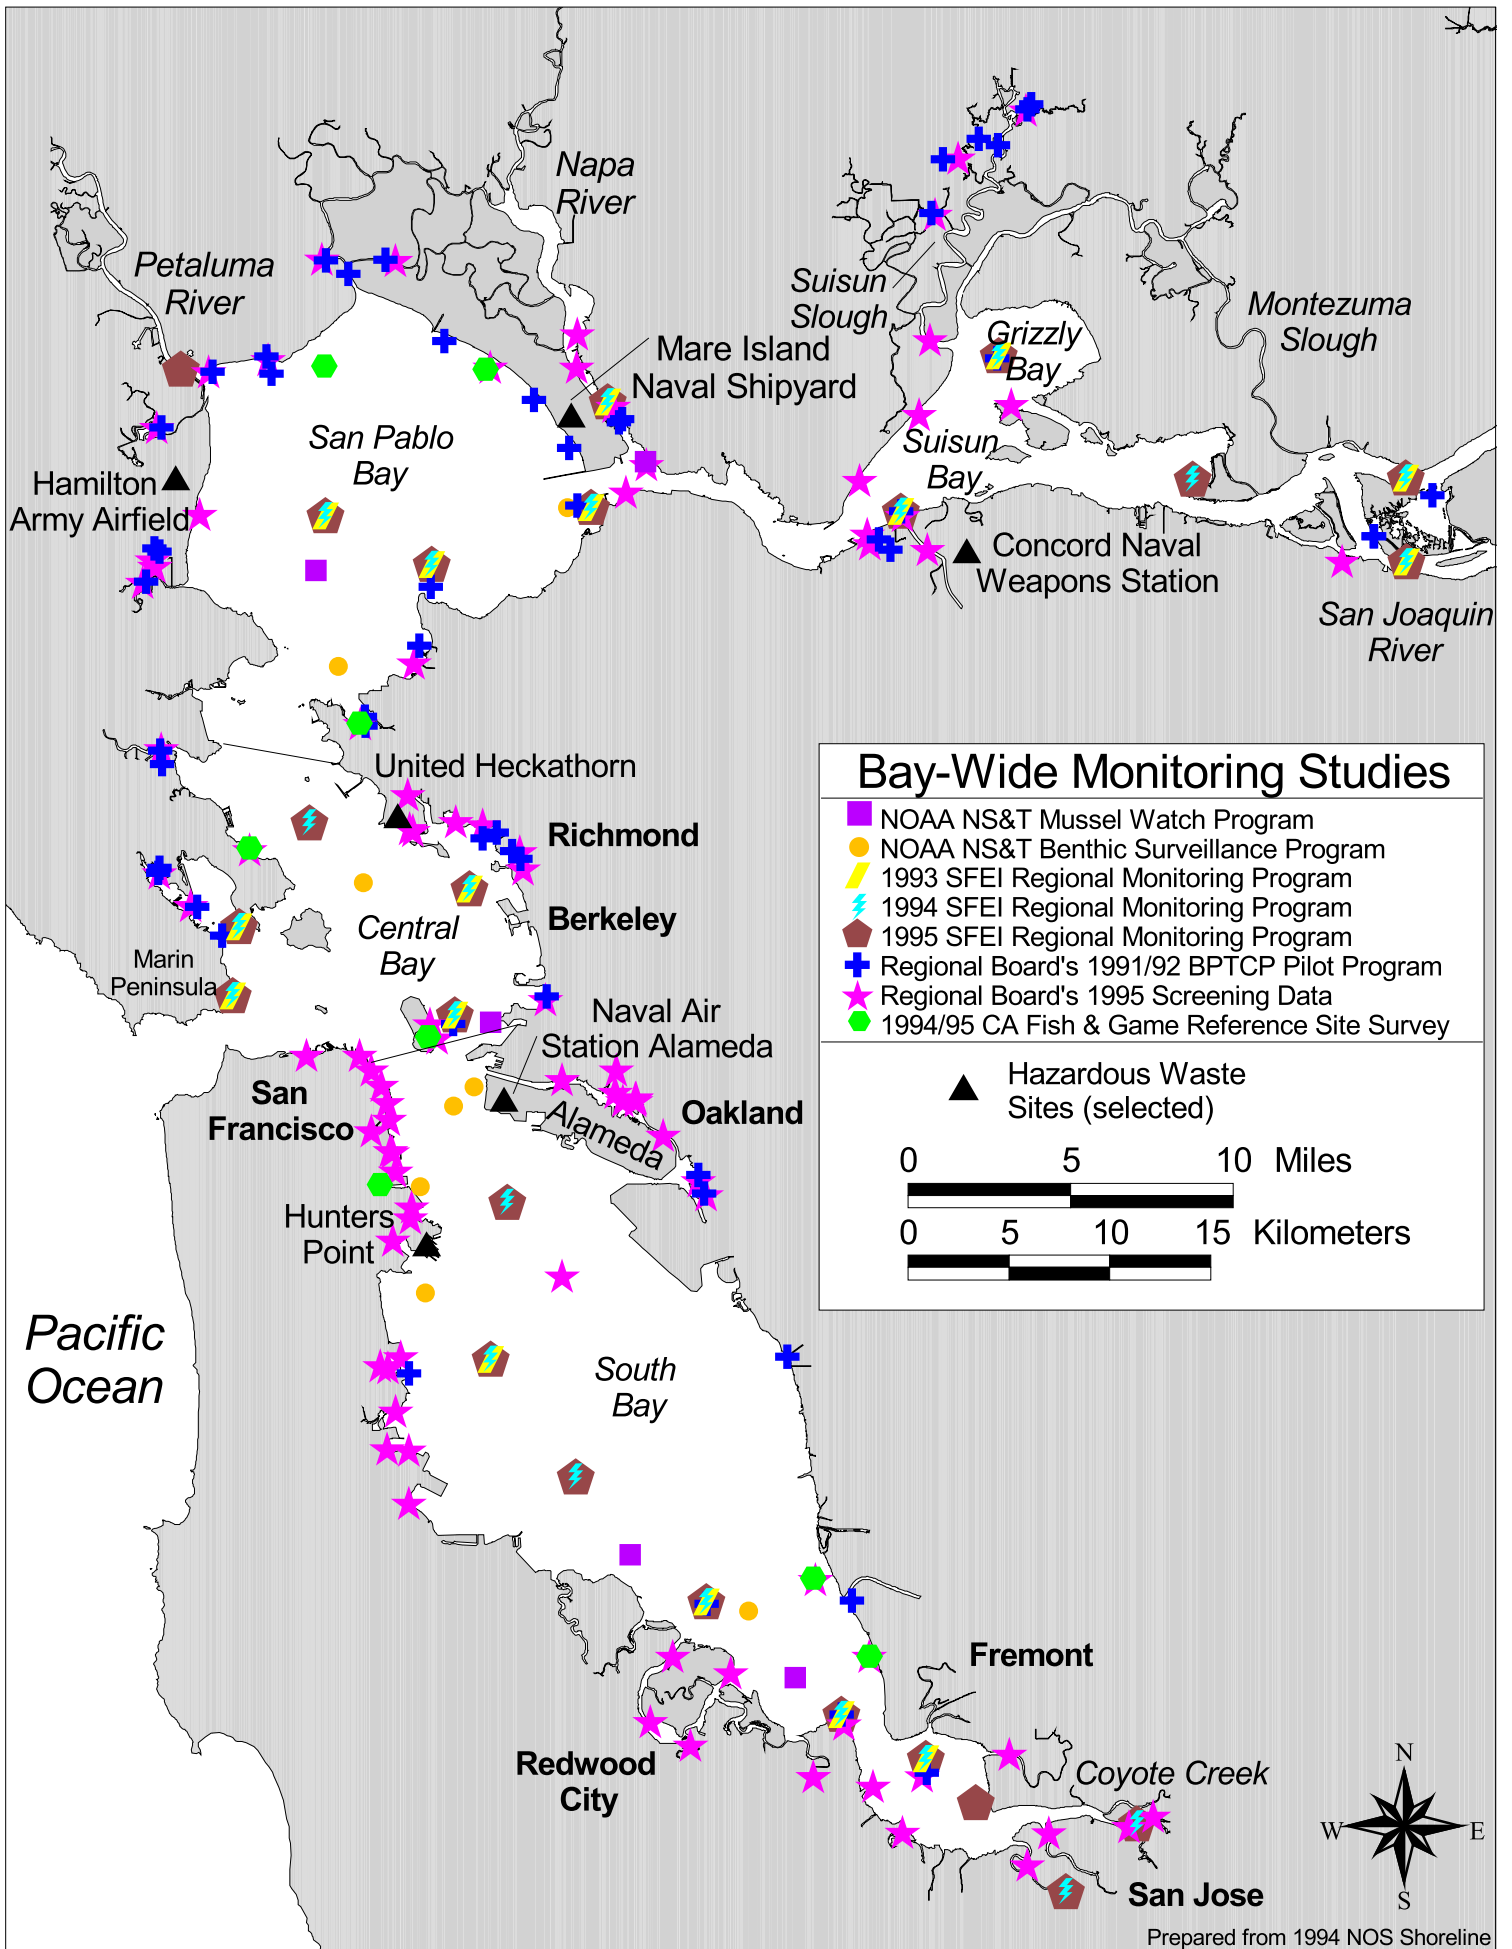 Napa
River
Petaluma
River
Suisun
Slough
Montezuma
Slough
Grizzly
Bay
Mare Island
Naval Shipyard
San Pablo
Bay
Suisun
Bay
Hamilton
Army Airfield
Concord Naval
Weapons Station
San Joaquin
River
United Heckathorn
Richmond
Berkeley
Central
Bay
Marin
Peninsula
Naval Air
Station Alameda
San
Francisco
Alameda
Oakland
Hunters
Point
Pacific
Ocean
South
Bay
Fremont
Redwood
City
Coyote Creek
San Jose
Bay-Wide Monitoring Studies
NOAA NS&T Mussel Watch Program
NOAA NS&T Benthic Surveillance Program
1993 SFEI Regional Monitoring Program
1994 SFEI Regional Monitoring Program
1995 SFEI Regional Monitoring Program
Regional Board's 1991/92 BPTCP Pilot Program
Regional Board's 1995 Screening Data
1994/95 CA Fish & Game Reference Site Survey
Hazardous Waste
Sites (selected)
0 5 10 Miles
0 5 10 15 Kilometers
N
W E
S
Prepared from 1994 NOS Shoreline